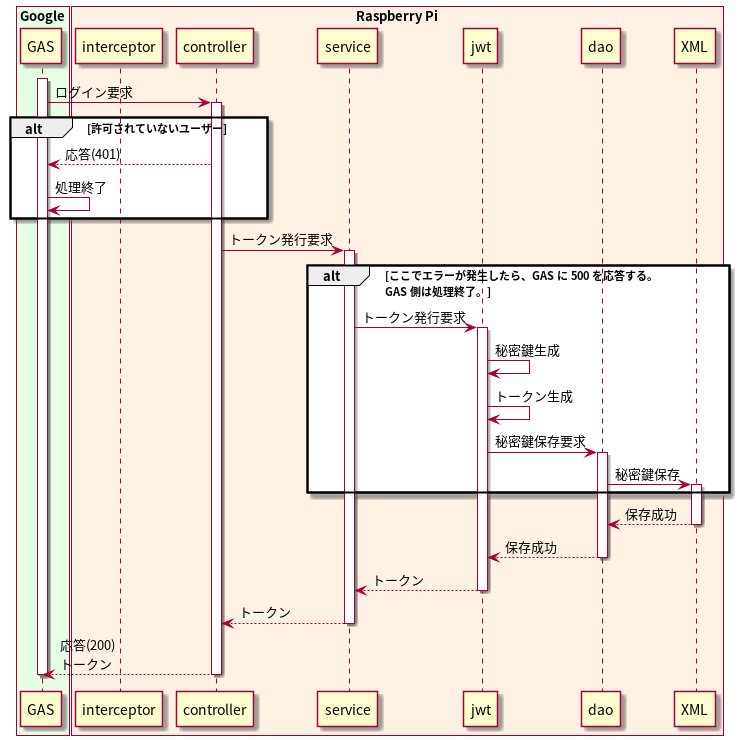 Google
Raspberry Pi
GAS
interceptor
controller
service
jwt
dao
XML
ログイン要求
alt
[許可されていないユーザー]
応答(401)
処理終了
トークン発行要求
alt
[ここでエラーが発生したら、GAS に 500 を応答する。
GAS 側は処理終了。]
トークン発行要求
秘密鍵生成
トークン生成
秘密鍵保存要求
秘密鍵保存
保存成功
保存成功
トークン
トークン
応答(200)
トークン
GAS
interceptor
controller
service
jwt
dao
XML